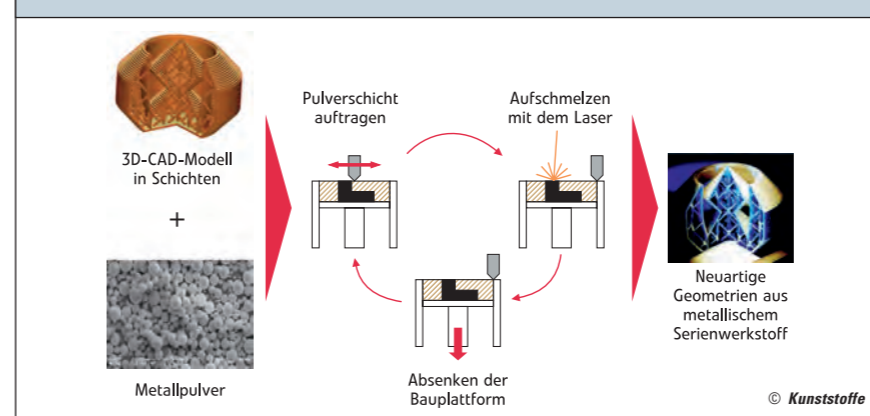 3D-CAD-Modell
in Schichten
+
Metallpulver
Pulverschicht
auftragen
Aufschmelzen
mit dem Laser
Absenken der
Bauplattform
Neuartige
Geometrien aus
metallischem
Serienwerkstoff
© Kunststoffe